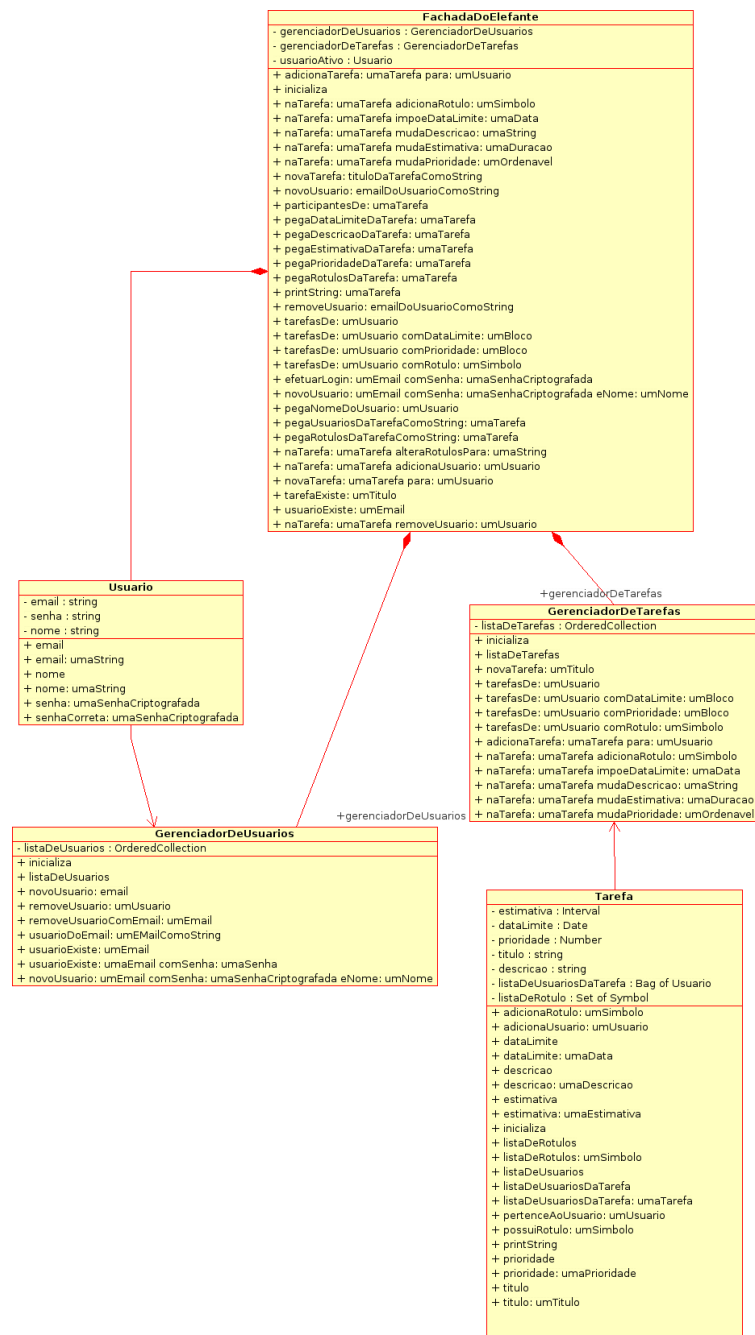 FachadaDoElefante
- gerenciadorDeUsuarios : GerenciadorDeUsuarios
- gerenciadorDeTarefas : GerenciadorDeTarefas
- usuarioAtivo : Usuario
+ adicionaTarefa: umaTarefa para: umUsuario
+ inicializa
+ naTarefa: umaTarefa adicionaRotulo: umSimbolo
+ naTarefa: umaTarefa impoeDataLimite: umaData
+ naTarefa: umaTarefa mudaDescricao: umaString
+ naTarefa: umaTarefa mudaEstimativa: umaDuracao
+ naTarefa: umaTarefa mudaPrioridade: umOrdenavel
+ novaTarefa: tituloDaTarefaComoString
+ novoUsuario: emailDoUsuarioComoString
+ participantesDe: umaTarefa
+ pegaDataLimiteDaTarefa: umaTarefa
+ pegaDescricaoDaTarefa: umaTarefa
+ pegaEstimativaDaTarefa: umaTarefa
+ pegaPrioridadeDaTarefa: umaTarefa
+ pegaRotulosDaTarefa: umaTarefa
+ printString: umaTarefa
+ removeUsuario: emailDoUsuarioComoString
+ tarefasDe: umUsuario
+ tarefasDe: umUsuario comDataLimite: umBloco
+ tarefasDe: umUsuario comPrioridade: umBloco
+ tarefasDe: umUsuario comRotulo: umSimbolo
+ efetuarLogin: umEmail comSenha: umaSenhaCriptografada
+ novoUsuario: umEmail comSenha: umaSenhaCriptografada eNome: umNome
+ pegaNomeDoUsuario: umUsuario
+ pegaUsuariosDaTarefaComoString: umaTarefa
+ pegaRotulosDaTarefaComoString: umaTarefa
+ naTarefa: umaTarefa alteraRotulosPara: umaString
+ naTarefa: umaTarefa adicionaUsuario: umUsuario
+ novaTarefa: umaTarefa para: umUsuario
+ tarefaExiste: umTitulo
+ usuarioExiste: umEmail
+ naTarefa: umaTarefa removeUsuario: umUsuario
Usuario
- email : string
- senha : string
- nome : string
+ email
+ email: umaString
+ nome
+ nome: umaString
+ senha: umaSenhaCriptografada
+ senhaCorreta: umaSenhaCriptografada
+gerenciadorDeTarefas
GerenciadorDeTarefas
- listaDeTarefas : OrderedCollection
+ inicializa
+ listaDeTarefas
+ novaTarefa: umTitulo
+ tarefasDe: umUsuario
+ tarefasDe: umUsuario comDataLimite: umBloco
+ tarefasDe: umUsuario comPrioridade: umBloco
+ tarefasDe: umUsuario comRotulo: umSimbolo
+ adicionaTarefa: umaTarefa para: umUsuario
+ naTarefa: umaTarefa adicionaRotulo: umSimbolo
+ naTarefa: umaTarefa impoeDataLimite: umaData
+ naTarefa: umaTarefa mudaDescricao: umaString
+ naTarefa: umaTarefa mudaEstimativa: umaDuracao
+ naTarefa: umaTarefa mudaPrioridade: umOrdenavel
+gerenciadorDeUsuarios
GerenciadorDeUsuarios
- listaDeUsuarios : OrderedCollection
+ inicializa
+ listaDeUsuarios
+ novoUsuario: email
+ removeUsuario: umUsuario
+ removeUsuarioComEmail: umEmail
+ usuarioDoEmail: umEMailComoString
+ usuarioExiste: umEmail
+ usuarioExiste: umaEmail comSenha: umaSenha
+ novoUsuario: umEmail comSenha: umaSenhaCriptografada eNome: umNome
Tarefa
- estimativa : Interval
- dataLimite : Date
- prioridade : Number
- titulo : string
- descricao : string
- listaDeUsuariosDaTarefa : Bag of Usuario
- listaDeRotulo : Set of Symbol
+ adicionaRotulo: umSimbolo
+ adicionaUsuario: umUsuario
+ dataLimite
+ dataLimite: umaData
+ descricao
+ descricao: umaDescricao
+ estimativa
+ estimativa: umaEstimativa
+ inicializa
+ listaDeRotulos
+ listaDeRotulos: umSimbolo
+ listaDeUsuarios
+ listaDeUsuariosDaTarefa
+ listaDeUsuariosDaTarefa: umaTarefa
+ pertenceAoUsuario: umUsuario
+ possuiRotulo: umSimbolo
+ printString
+ prioridade
+ prioridade: umaPrioridade
+ titulo
+ titulo: umTitulo